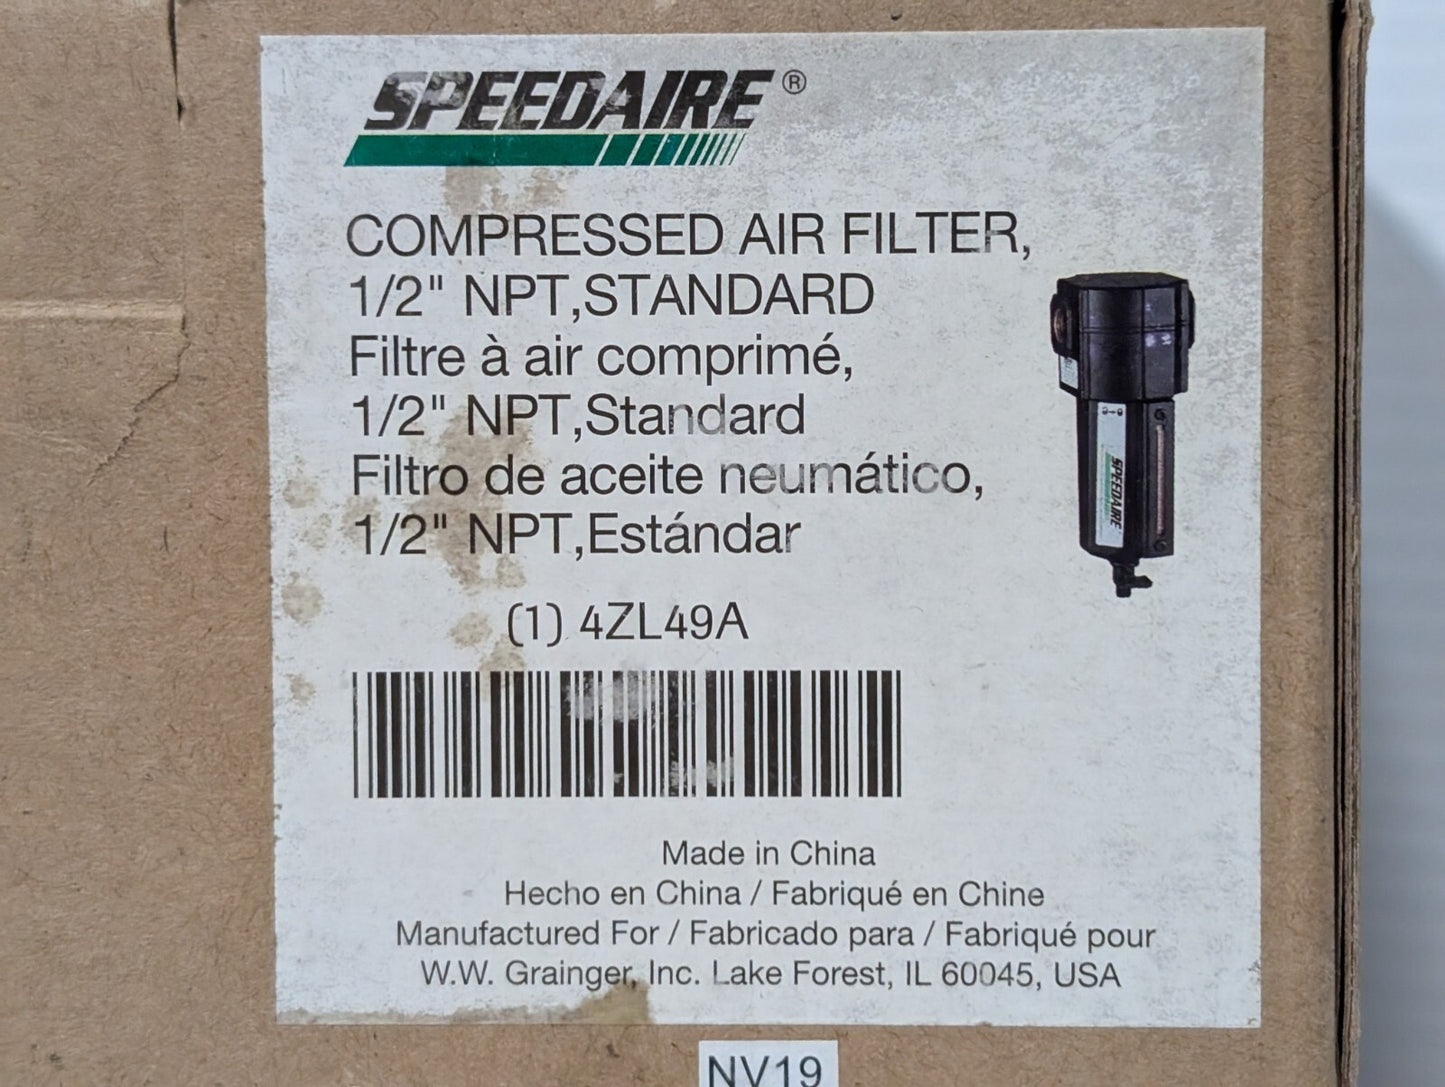 SPEEDAIRE®
COMPRESSED AIR FILTER,
1/2" NPT,STANDARD
Filtre à air comprimé,
1/2" NPT,Standard
Filtro de aceite neumático,
1/2" NPT,Estándar
SPEEDAIRE
(1) 4ZL49A
Made in China
Hecho en China / Fabriqué en Chine
Manufactured For / Fabricado para / Fabriqué pour
W.W. Grainger, Inc. Lake Forest, IL 60045, USA
NV19